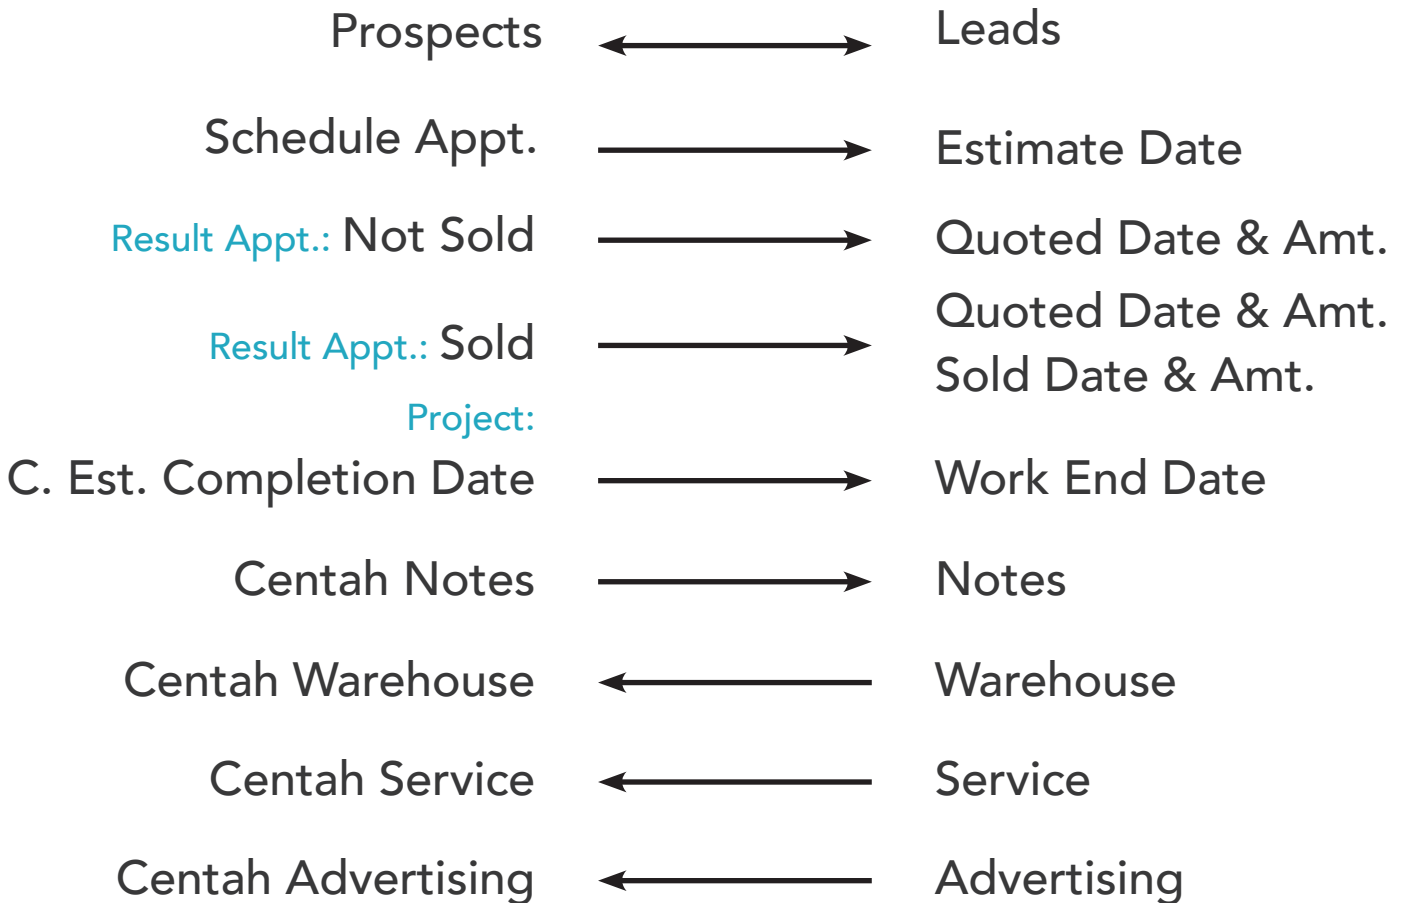 Prospects Leads
Schedule Appt. Estimate Date
Result Appt.: Not Sold Quoted Date & Amt.
Result Appt.: Sold Quoted Date & Amt.
Sold Date & Amt.
Project:
C. Est. Completion Date Work End Date
Centah Notes Notes
Centah Warehouse Warehouse
Centah Service Service
Centah Advertising Advertising